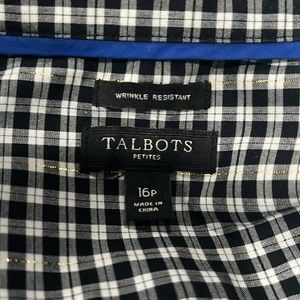 WRINKLE RESISTANT
TALBOTS
PETITES
16P
MADE IN
CHINA